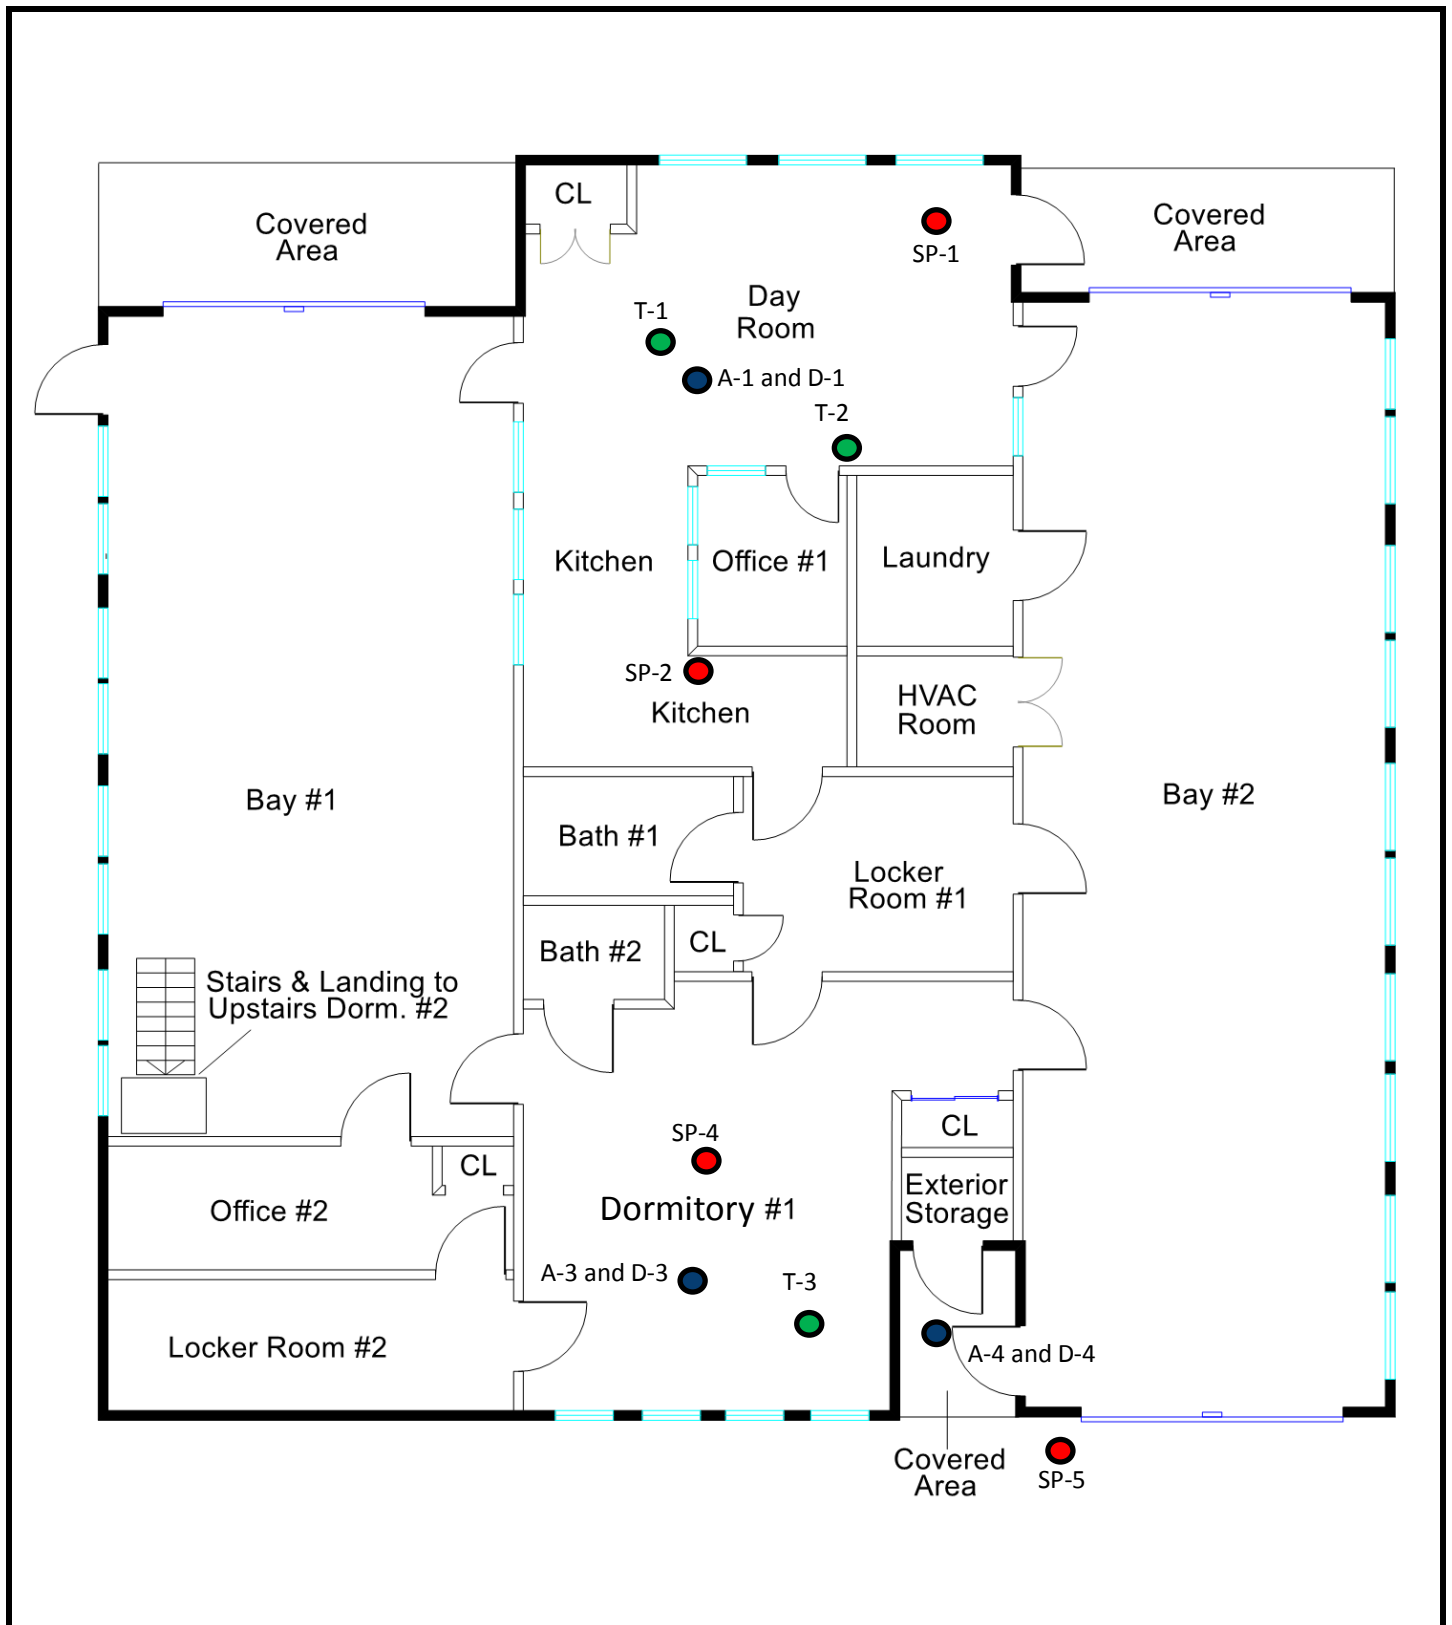 CL
Covered
Area
Covered
Area
SP-1
Day
Room
T-1
A-1 and D-1
T-2
Kitchen
Office #1
Laundry
SP-2
Kitchen
HVAC
Room
Bay #1
Bay #2
Bath #1
Locker
Room #1
Bath #2
CL
Stairs & Landing to
Upstairs Dorm. #2
SP-4
CL
CL
Office #2
Dormitory #1
Exterior
Storage
A-3 and D-3
T-3
Locker Room #2
A-4 and D-4
Covered
Area
SP-5